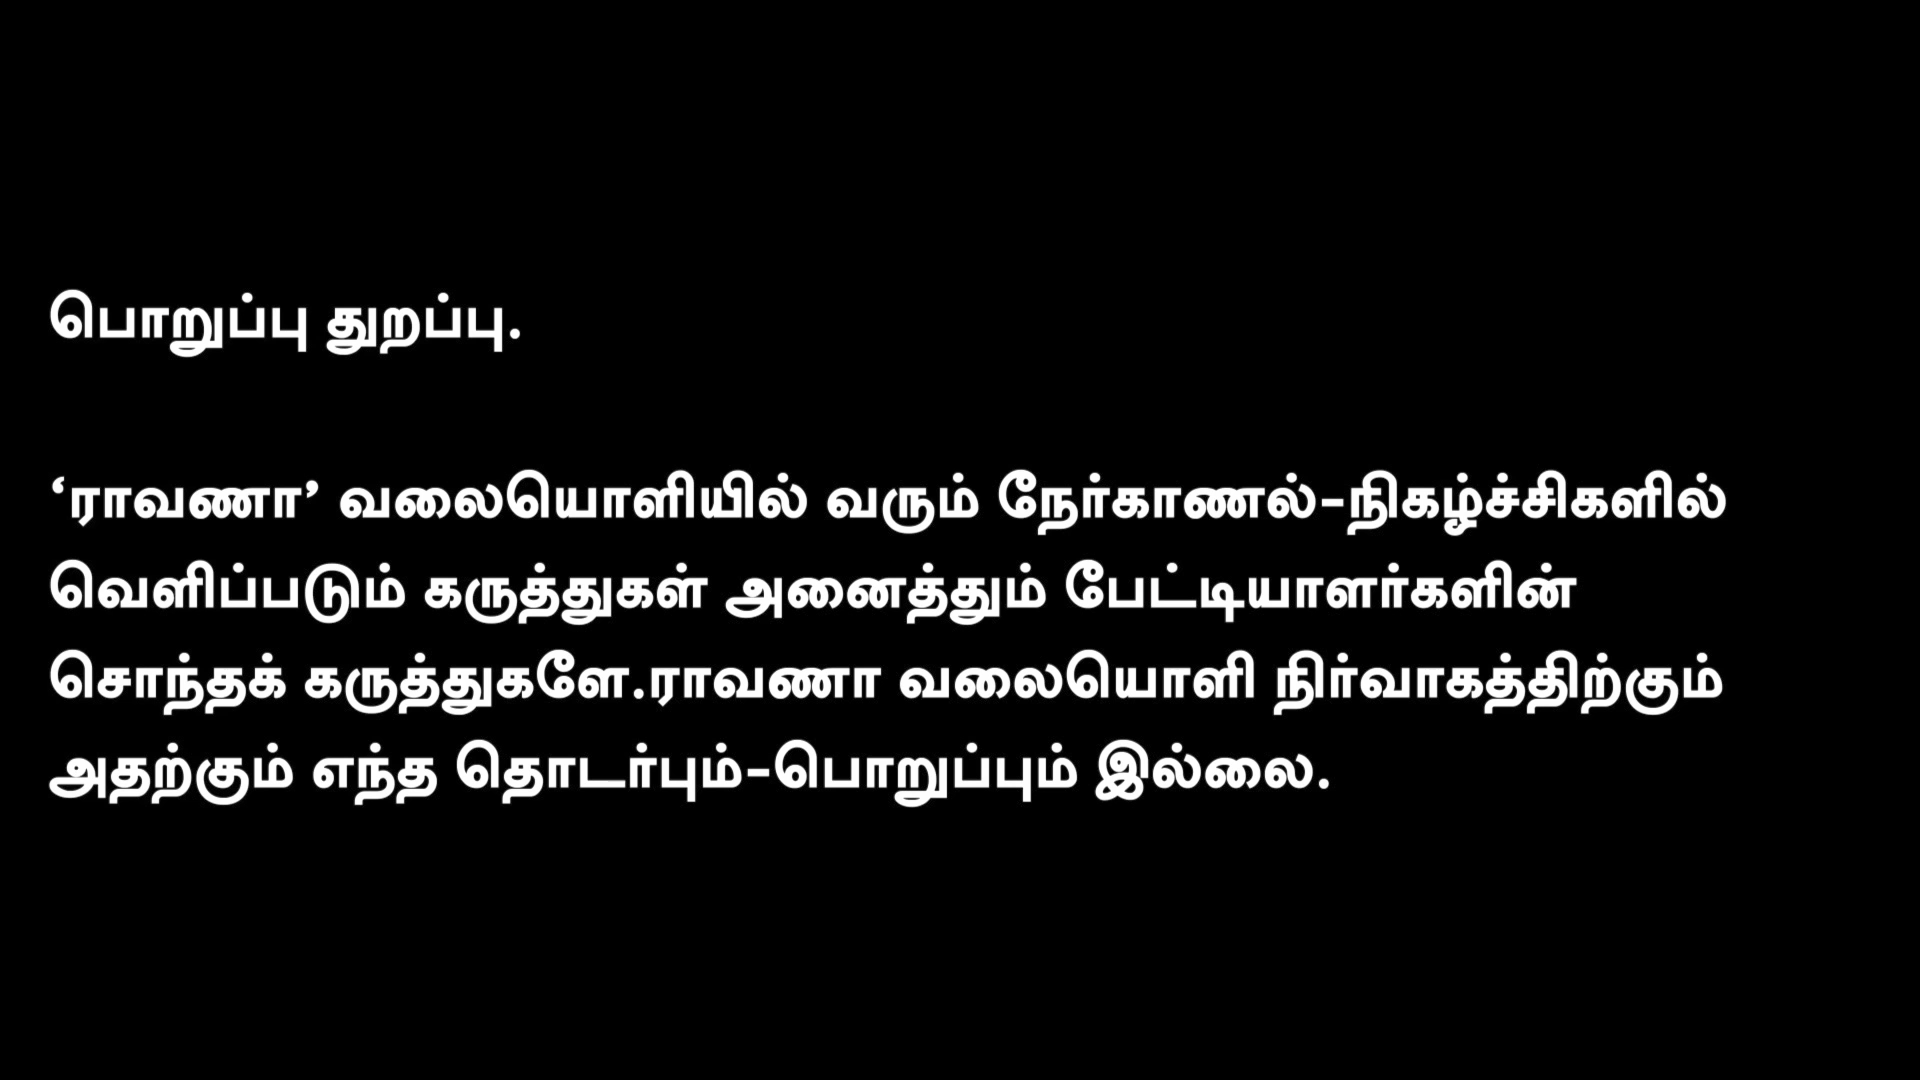 பொறுப்பு துறப்பு.
‘ராவணா’ வலையொளியில் வரும் நேர்காணல்-நிகழ்ச்சிகளில்
வெளிப்படும் கருத்துகள் அனைத்தும் பேட்டியாளர்களின்
சொந்தக் கருத்துகளே.ராவணா வலையொளி நிர்வாகத்திற்கும்
அதற்கும் எந்த தொடர்பும்-பொறுப்பும் இல்லை.